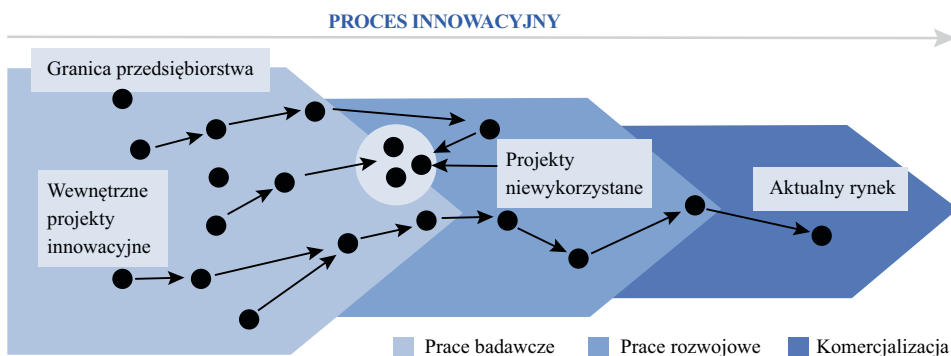 PROCES INNOWACYJNY
Granica przedsiębiorstwa
Wewnętrzne
projekty
innowacyjne
Projekty
niewykorzystane
Aktualny rynek
Prace badawcze
Prace rozwojowe
Komercjalizacja